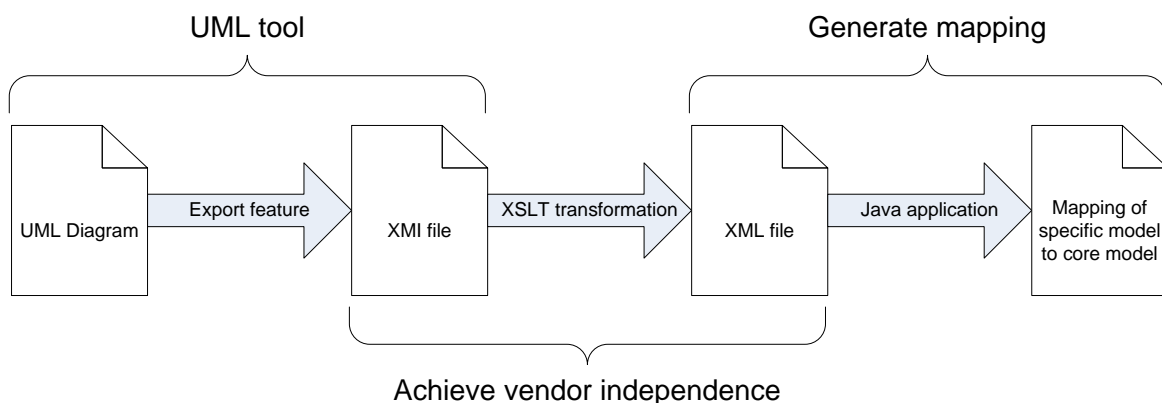 UML tool
Generate mapping
UML Diagram
Export feature
XMI file
XSLT transformation
XML file
Java application
Mapping of
specific model
to core model
Achieve vendor independence